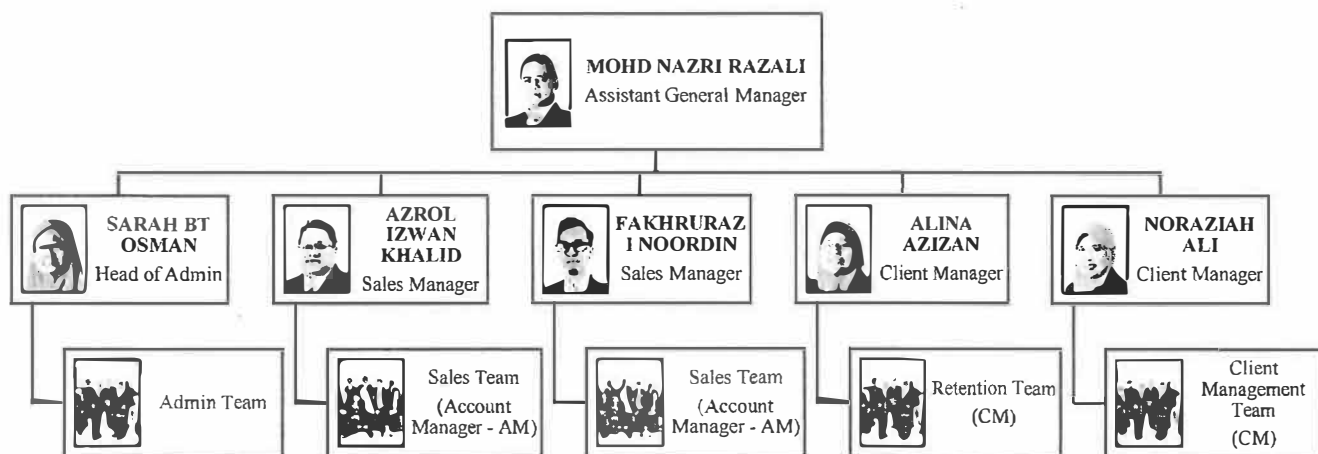 MOHD NAZRI RAZALI
Assistant General Manager
SARAH BT
OSMAN
Head of Admin
AZROL
IZWAN
KHALID
Sales Manager
FAKHRURAZ
I NOORDIN
Sales Manager
ALINA
AZIZAN
Client Manager
NORAZIAH
ALI
Client Manager
Admin Team
Sales Team
(Account
Manager - AM)
Sales Team
(Account
Manager - AM)
Retention Team
(CM)
Client
Management
Team
(CM)